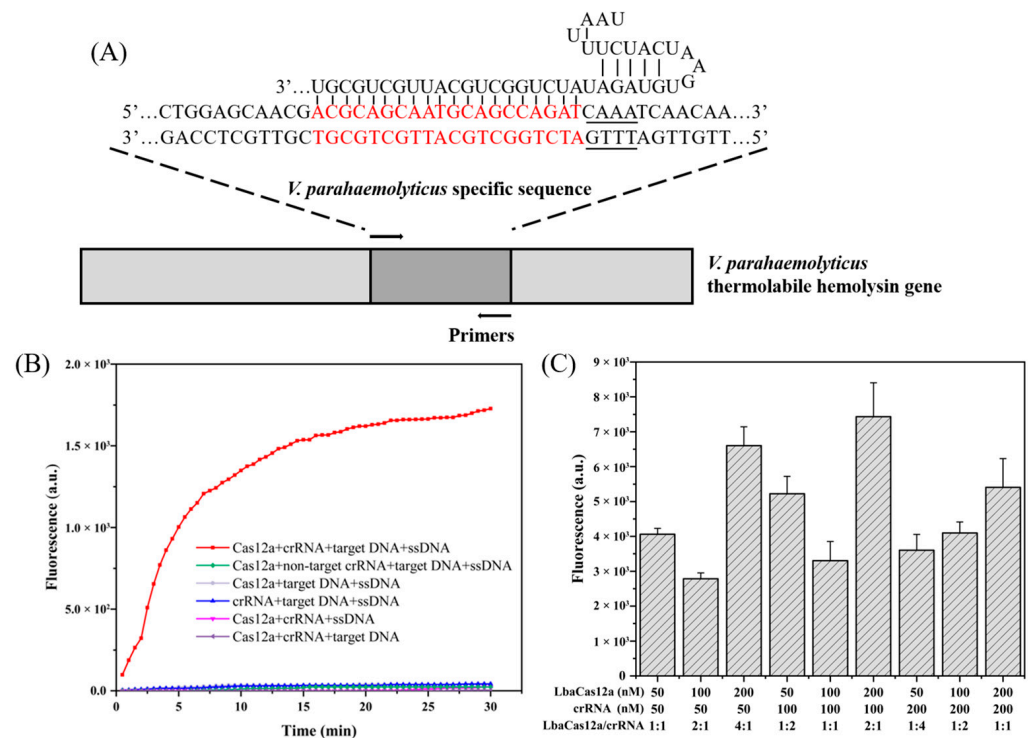 (A)
AAU
U
U
UUCUACU
A
A
G
3’…UGCGUCGUUACGUCGGUCUAUAGAUGU
5’…CTGGAGCAACGACGCAGCAATGCAGCCAGATCAAATCAACAA…3’
3’…GACCTCGTTGCTGCGTCGTTACGTCGGTCTAGTTTAGTTGTT…5’
V. parahaemolyticus specific sequence
V. parahaemolyticus
thermolabile hemolysin gene
Primers
(B)
2.0 × 10³
1.5 × 10³
1.0 × 10³
5.0 × 10²
0.0
Fluorescence (a.u.)
Cas12a+crRNA+target DNA+ssDNA
Cas12a+non-target crRNA+target DNA+ssDNA
Cas12a+target DNA+ssDNA
crRNA+target DNA+ssDNA
Cas12a+crRNA+ssDNA
Cas12a+crRNA+target DNA
0 5 10 15 20 25 30
Time (min)
(C)
9 × 10³
8 × 10³
7 × 10³
6 × 10³
5 × 10³
4 × 10³
3 × 10³
2 × 10³
1 × 10³
0
Fluorescence (a.u.)
LbaCas12a (nM) 50 100 200 50 100 200 50 100 200
crRNA (nM) 50 50 50 100 100 100 200 200 200
LbaCas12a/crRNA 1:1 2:1 4:1 1:2 1:1 2:1 1:4 1:2 1:1